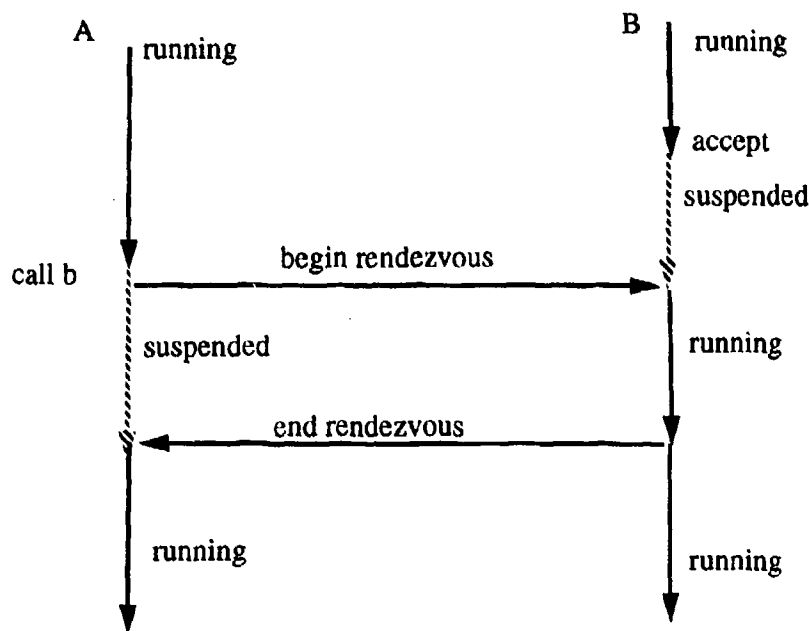 A
B
running
running
accept
suspended
call b
begin rendezvous
suspended
running
end rendezvous
running
running